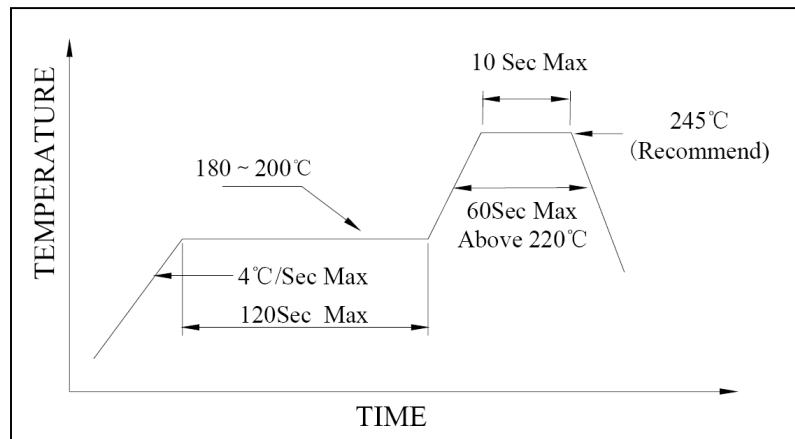 10 Sec Max
245℃
(Recommend)
180 ~ 200℃
60Sec Max
Above 220℃
4℃/Sec Max
120Sec Max
TEMPERATURE
TIME